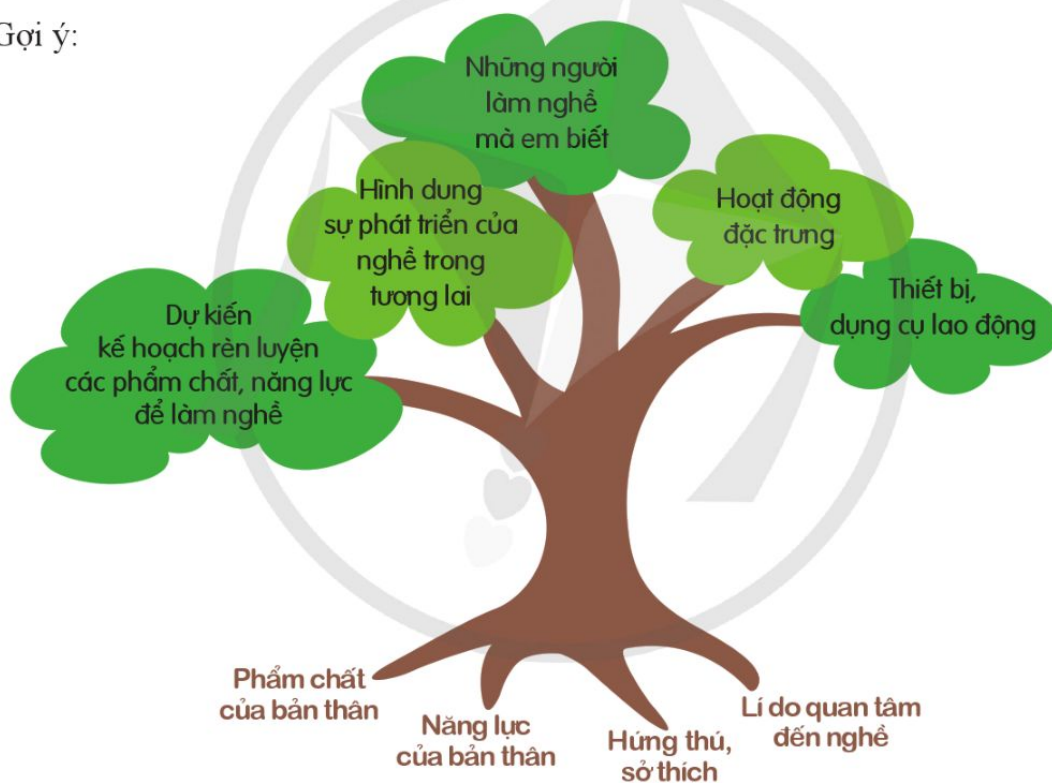 Gợi ý:
Những người
làm nghề
mà em biết
Hình dung
sự phát triển của
nghề trong
tương lai
Hoạt động
đặc trưng
Thiết bị,
dụng cụ lao động
Dự kiến
kế hoạch rèn luyện
các phẩm chất, năng lực
để làm nghề
Phẩm chất
của bản thân
Năng lực
của bản thân
Hứng thú,
sở thích
Lí do quan tâm
đến nghề